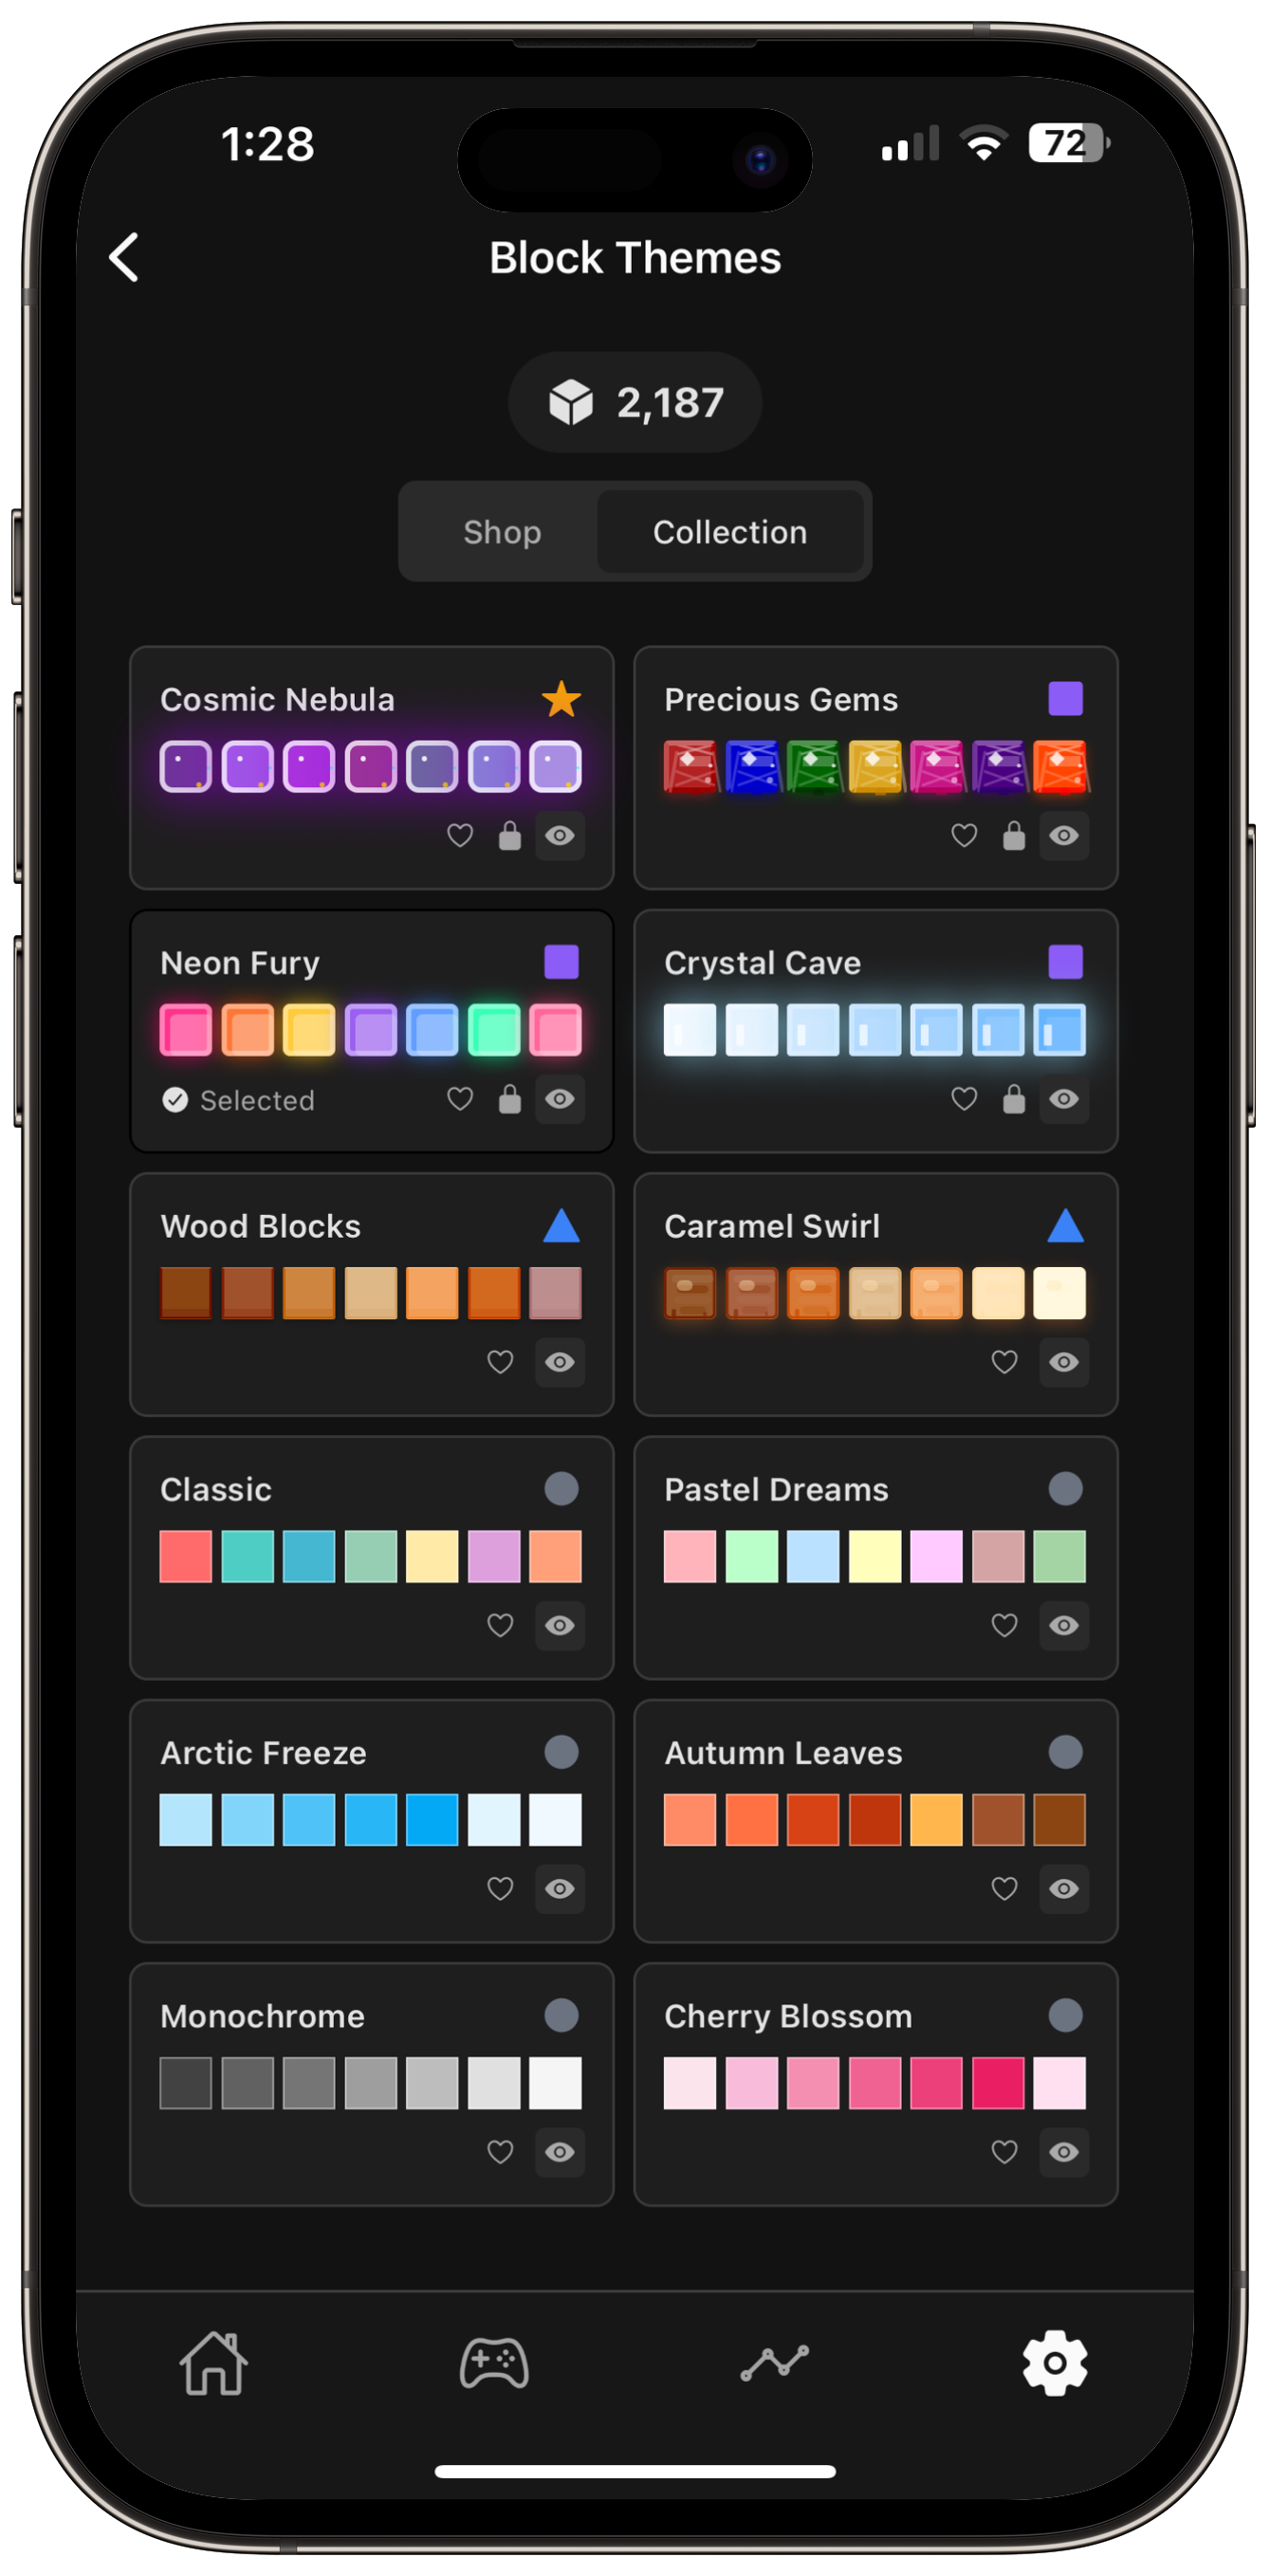 1:28
72
Block Themes
2,187
Shop
Collection
Cosmic Nebula
Precious Gems
Neon Fury
Selected
Crystal Cave
Wood Blocks
Caramel Swirl
Classic
Pastel Dreams
Arctic Freeze
Autumn Leaves
Monochrome
Cherry Blossom